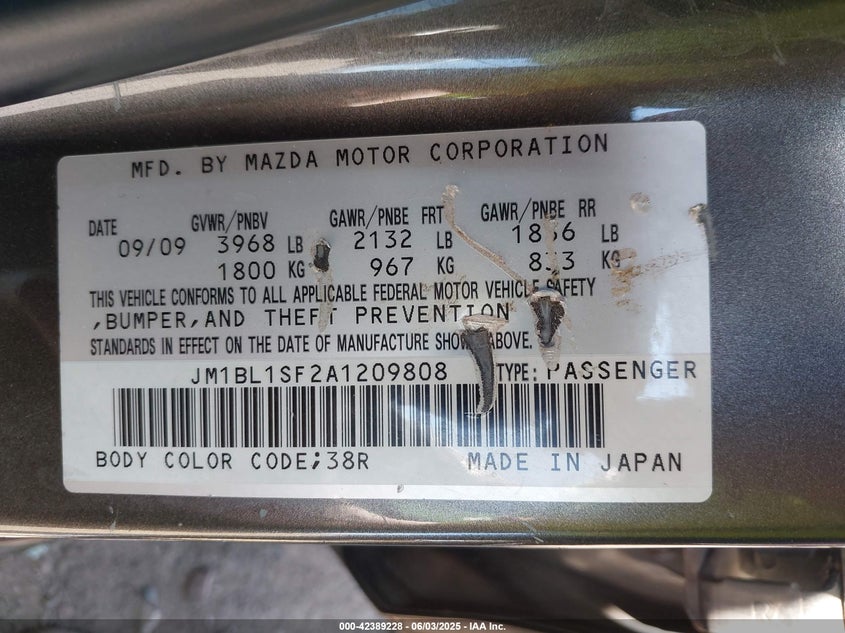 MFD. BY MAZDA MOTOR CORPORATION
DATE GVWR/PNBV GAWR/PNBE FRT GAWR/PNBE RR
09/09 3968 LB 2132 LB 1836 LB
1800 KG 967 KG 833 KG
THIS VEHICLE CONFORMS TO ALL APPLICABLE FEDERAL MOTOR VEHICLE SAFETY
,BUMPER,AND THEFT PREVENTION
STANDARDS IN EFFECT ON THE DATE OF MANUFACTURE SHOWN ABOVE.
JM1BL1SF2A1209808 TYPE: PASSENGER
BODY COLOR CODE;38R MADE IN JAPAN
000-42389228 - 06/03/2025 - IAA Inc.